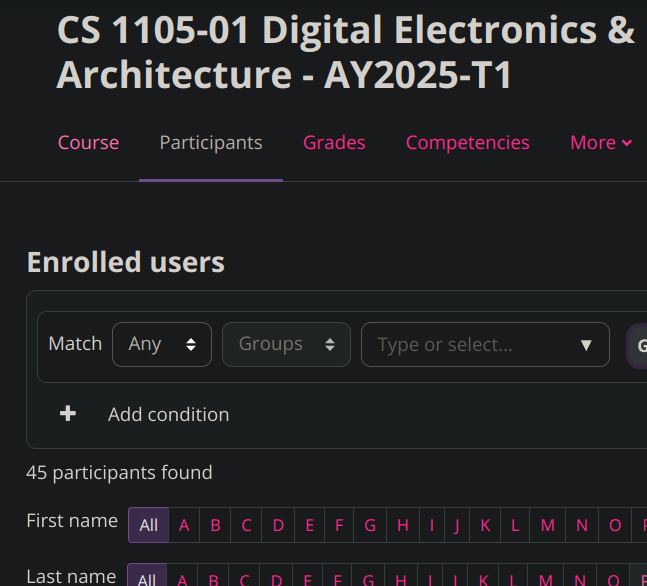 CS 1105-01 Digital Electronics &
Architecture - AY2025-T1
Course Participants Grades Competencies More
Enrolled users
Match Any Groups Type or select... G
Add condition
45 participants found
First name All A B C D E F G H I J K L M N O
Last name All A B C D E F G H I J K L M N O